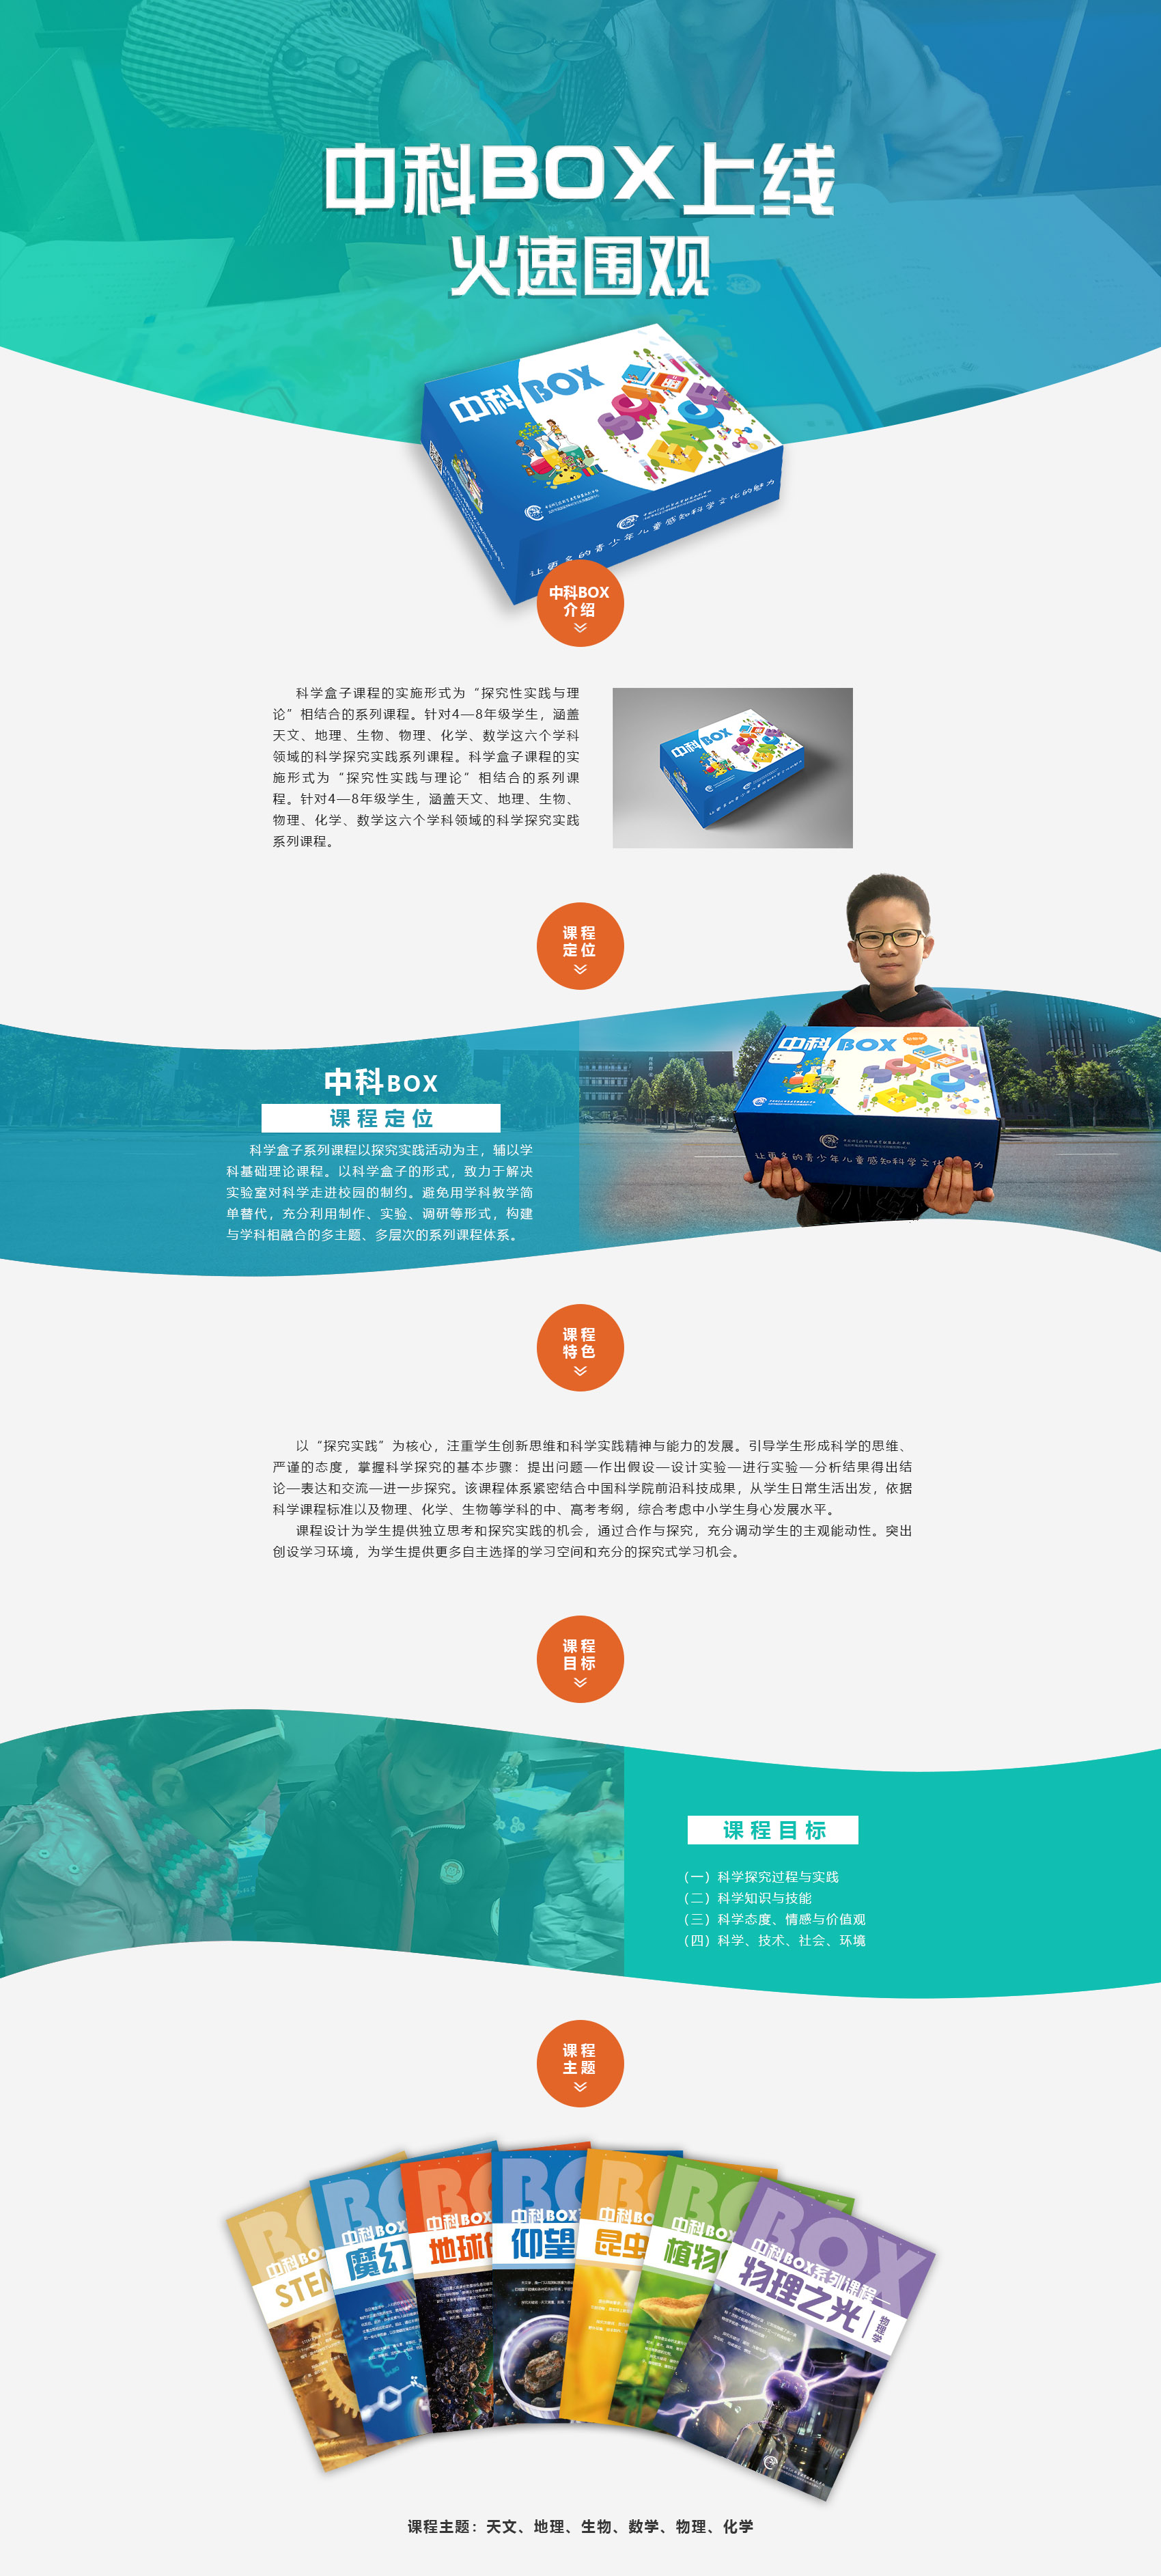 中科BOX上线
火速围观
中科BOX
SCIENCE
让更多的青少年儿童感知科学文化的魅力
中科BOX
介绍
科学盒子课程的实施形式为“探究性实践与理
论”相结合的系列课程。针对4—8年级学生，涵盖
天文、地理、生物、物理、化学、数学这六个学科
领域的科学探究实践系列课程。科学盒子课程的实
施形式为“探究性实践与理论”相结合的系列课
程。针对4—8年级学生，涵盖天文、地理、生物、
物理、化学、数学这六个学科领域的科学探究实践
系列课程。
中科BOX
课程
定位
中科BOX
课程定位
科学盒子系列课程以探究实践活动为主，辅以学
科基础理论课程。以科学盒子的形式，致力于解决
实验室对科学走进校园的制约。避免用学科教学简
单替代，充分利用制作、实验、调研等形式，构建
与学科相融合的多主题、多层次的系列课程体系。
中科BOX
SCIENCE
让更多的青少年儿童感知科学文化 力
课程
特色
以“探究实践”为核心，注重学生创新思维和科学实践精神与能力的发展。引导学生形成科学的思维、
严谨的态度，掌握科学探究的基本步骤：提出问题—作出假设—设计实验—进行实验—分析结果得出结
论—表达和交流—进一步探究。该课程体系紧密结合中国科学院前沿科技成果，从学生日常生活出发，依据
科学课程标准以及物理、化学、生物等学科的中、高考考纲，综合考虑中小学生身心发展水平。
课程设计为学生提供独立思考和探究实践的机会，通过合作与探究，充分调动学生的主观能动性。突出
创设学习环境，为学生提供更多自主选择的学习空间和充分的探究式学习机会。
课程
目标
课程目标
（一）科学探究过程与实践
（二）科学知识与技能
（三）科学态度、情感与价值观
（四）科学、技术、社会、环境
课程
主题
中科BOX
STEM
中科BOX
魔幻
中科BOX
地球
中科BOX
仰望
中科BOX
昆虫
中科BOX
植物
BOX
中科BOX系列课程
物理之光
物理学
课程主题：天文、地理、生物、数学、物理、化学